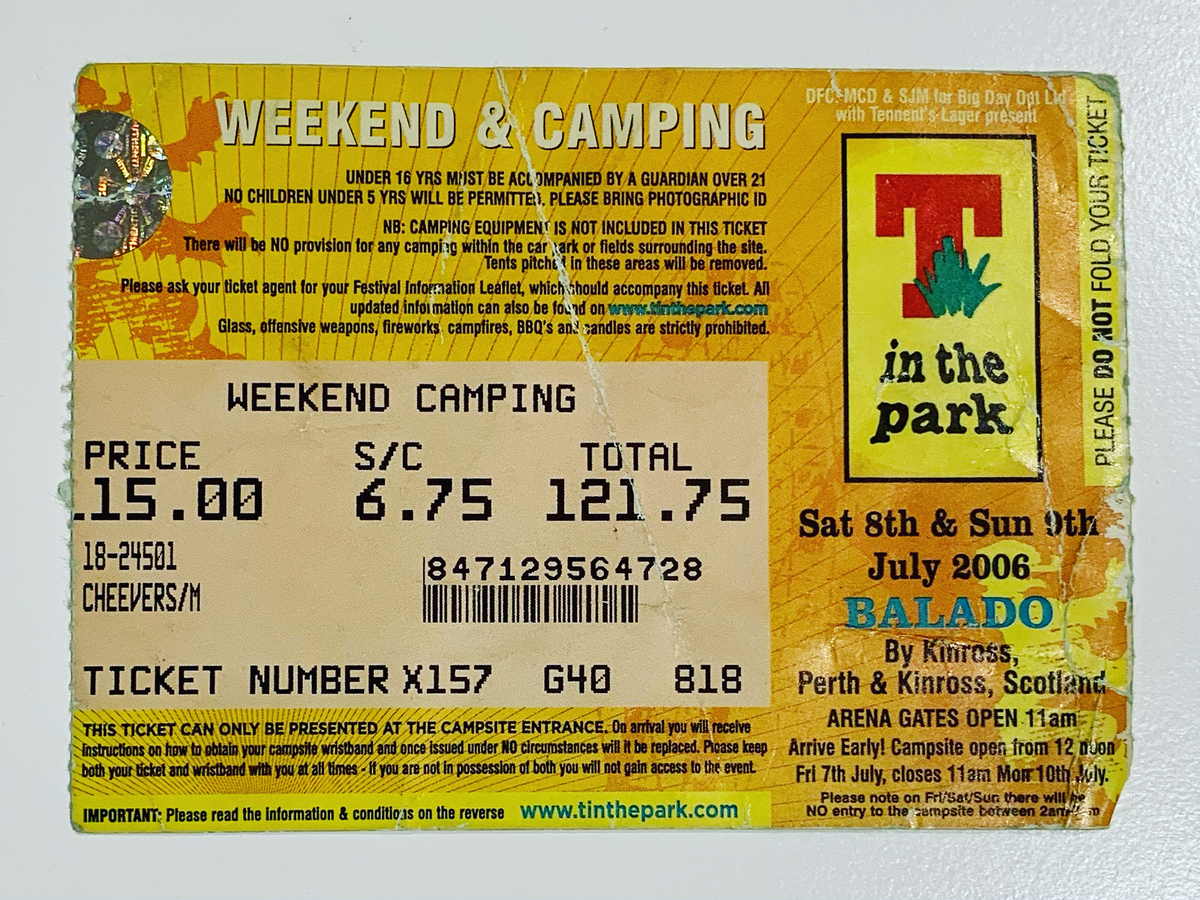 WEEKEND & CAMPING
UNDER 16 YRS MUST BE ACCOMPANIED BY A GUARDIAN OVER 21
NO CHILDREN UNDER 5 YRS WILL BE PERMITTED. PLEASE BRING PHOTOGRAPHIC ID
NB: CAMPING EQUIPMENT IS NOT INCLUDED IN THIS TICKET
There will be NO provision for any camping within the car park or fields surrounding the site.
Tents pitched in these areas will be removed.
Please ask your ticket agent for your Festival Information Leaflet, which should accompany this ticket. All
updated information can also be found on www.tinthepark.com
Glass, offensive weapons, fireworks, campfires, BBQ's and candles are strictly prohibited.
WEEKEND CAMPING
PRICE S/C TOTAL
115.00 6.75 121.75
18-24501
CHEEVERS/M
847129564728
TICKET NUMBER X157 G40 818
THIS TICKET CAN ONLY BE PRESENTED AT THE CAMPSITE ENTRANCE. On arrival you will receive
instructions on how to obtain your campsite wristband and once issued under NO circumstances will it be replaced. Please keep
both your ticket and wristband with you at all times - If you are not in possession of both you will not gain access to the event.
IMPORTANT: Please read the information & conditions on the reverse www.tinthepark.com
DFC, MCD & SJM for Big Day Out Ltd
with Tennent's Lager present
T
in the
park
Sat 8th & Sun 9th
July 2006
BALADO
By Kinross,
Perth & Kinross, Scotland
ARENA GATES OPEN 11am
Arrive Early! Campsite open from 12 noon
Fri 7th July, closes 11am Mon 10th July.
Please note on Fri/Sat/Sun there will be
NO entry to the campsite between
PLEASE DO NOT FOLD YOUR TICKET